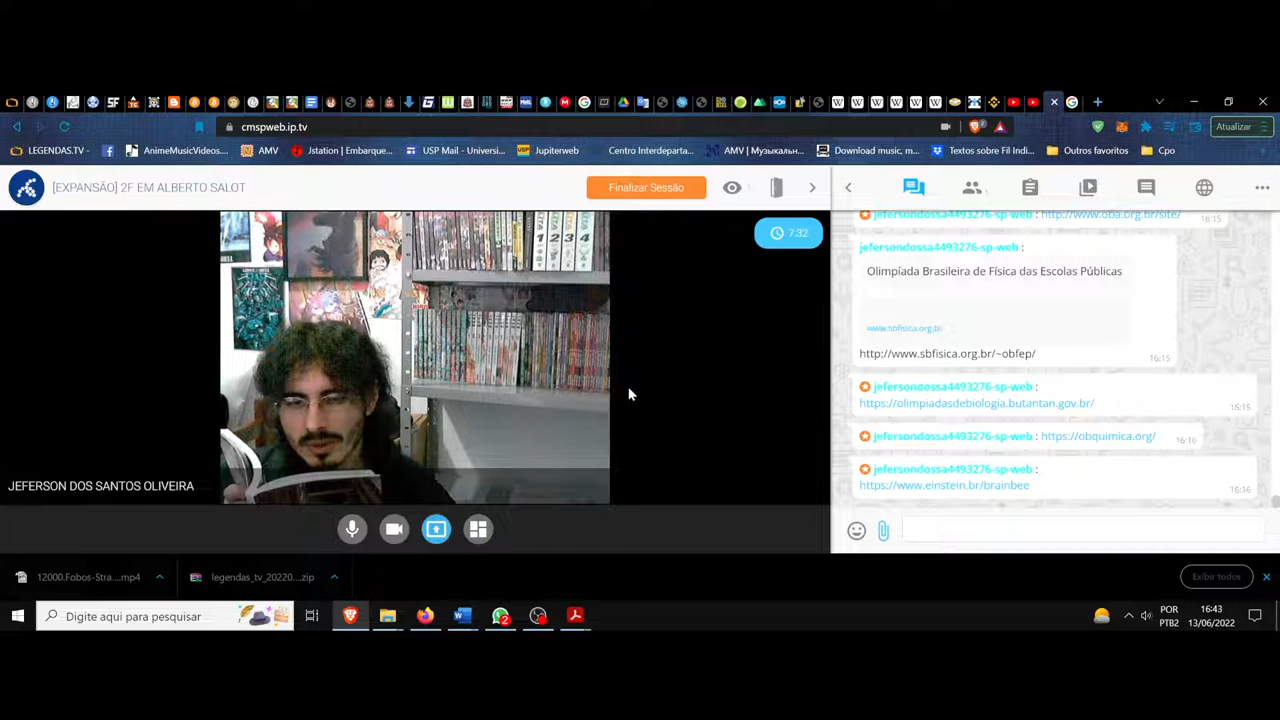 cmspweb.ip.tv
Atualizar
LEGENDAS.TV
AnimeMusicVideos...
AMV
Jstation | Embarque...
USP Mail - Universi...
Jupiterweb
Centro Interdeparta...
AMV | Музыкальн...
Download music, m...
Textos sobre Fil Indi...
Outros favoritos
Cpo
[EXPANSÃO] 2F EM ALBERTO SALOT
Finalizar Sessão
7:32
JEFERSON DOS SANTOS OLIVEIRA
jefersondossa4493276-sp-web : http://www.oba.org.br/site/
16:15
jefersondossa4493276-sp-web :
Olimpíada Brasileira de Física das Escolas Públicas
www.sbfisica.org.br
http://www.sbfisica.org.br/~obfep/
16:15
jefersondossa4493276-sp-web :
https://olimpiadasdebiologia.butantan.gov.br/
16:15
jefersondossa4493276-sp-web : https://obquimica.org/
16:16
jefersondossa4493276-sp-web :
https://www.einstein.br/brainbee
16:16
12000.Fobos-Stra....mp4
legendas_tv_20220....zip
Exibir todos
Digite aqui para pesquisar
POR
PTB2
16:43
13/06/2022